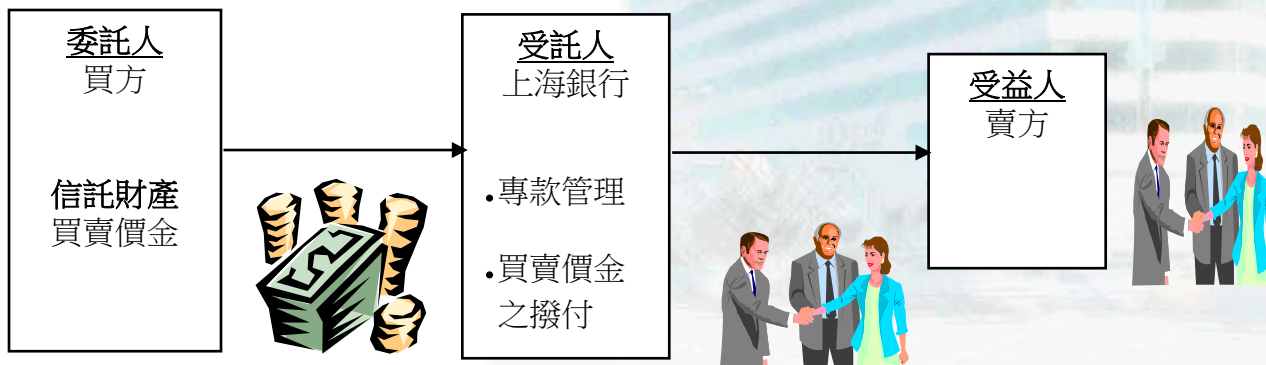 委託人
買方
信託財產
買賣價金
受託人
上海銀行
.專款管理
.買賣價金
之撥付
受益人
賣方